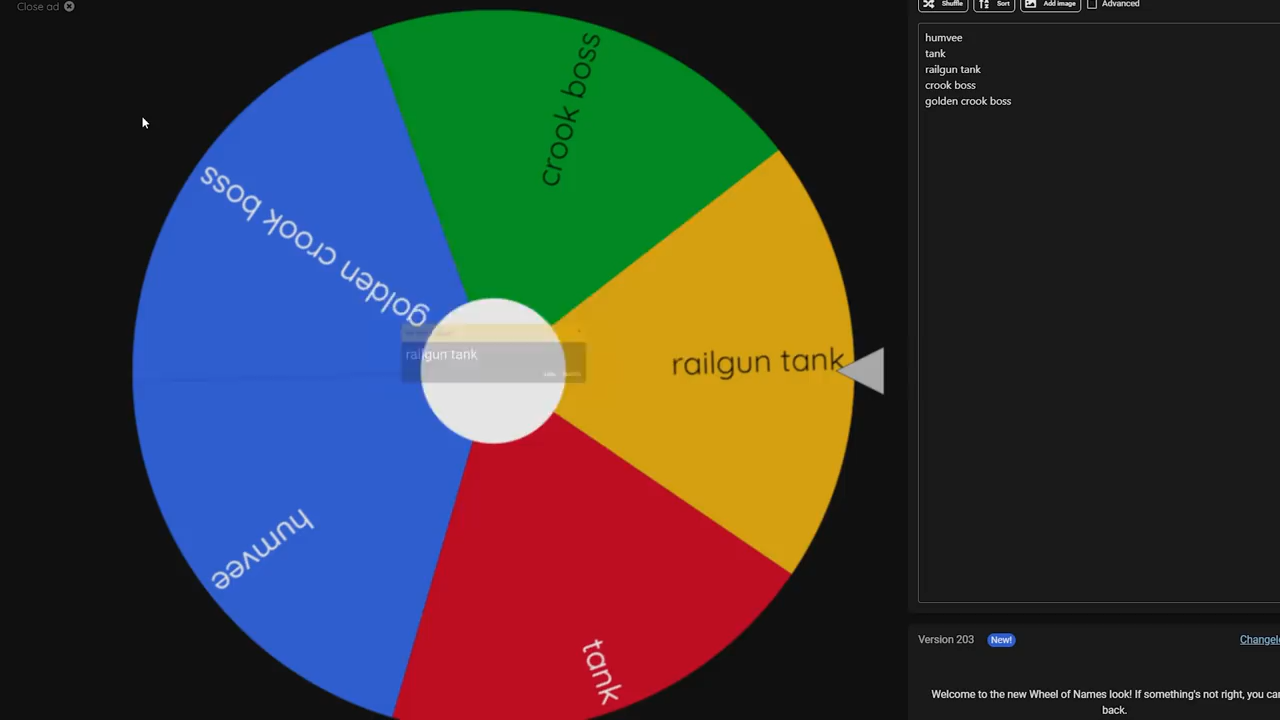 Close ad
Shuffle
Sort
Add image
Advanced
humvee
tank
railgun tank
crook boss
golden crook boss
crook boss
golden crook boss
railgun tank
railgun tank
humvee
tank
Version 203
New!
Welcome to the new Wheel of Names look! If something's not right, you can
back.